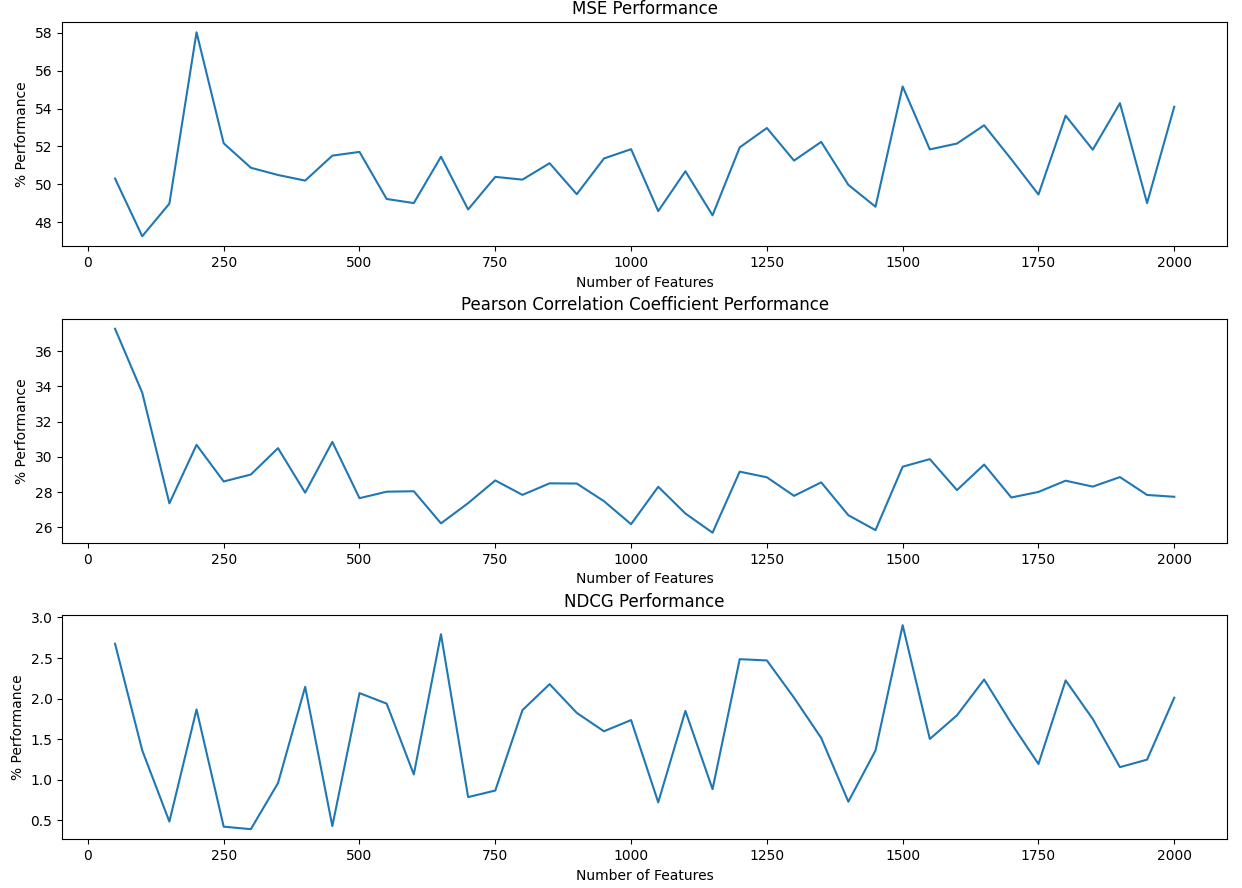 MSE Performance
% Performance
58
56
54
52
50
48
0 250 500 750 1000 1250 1500 1750 2000
Number of Features
Pearson Correlation Coefficient Performance
% Performance
36
34
32
30
28
26
0 250 500 750 1000 1250 1500 1750 2000
Number of Features
NDCG Performance
% Performance
3.0
2.5
2.0
1.5
1.0
0.5
0 250 500 750 1000 1250 1500 1750 2000
Number of Features